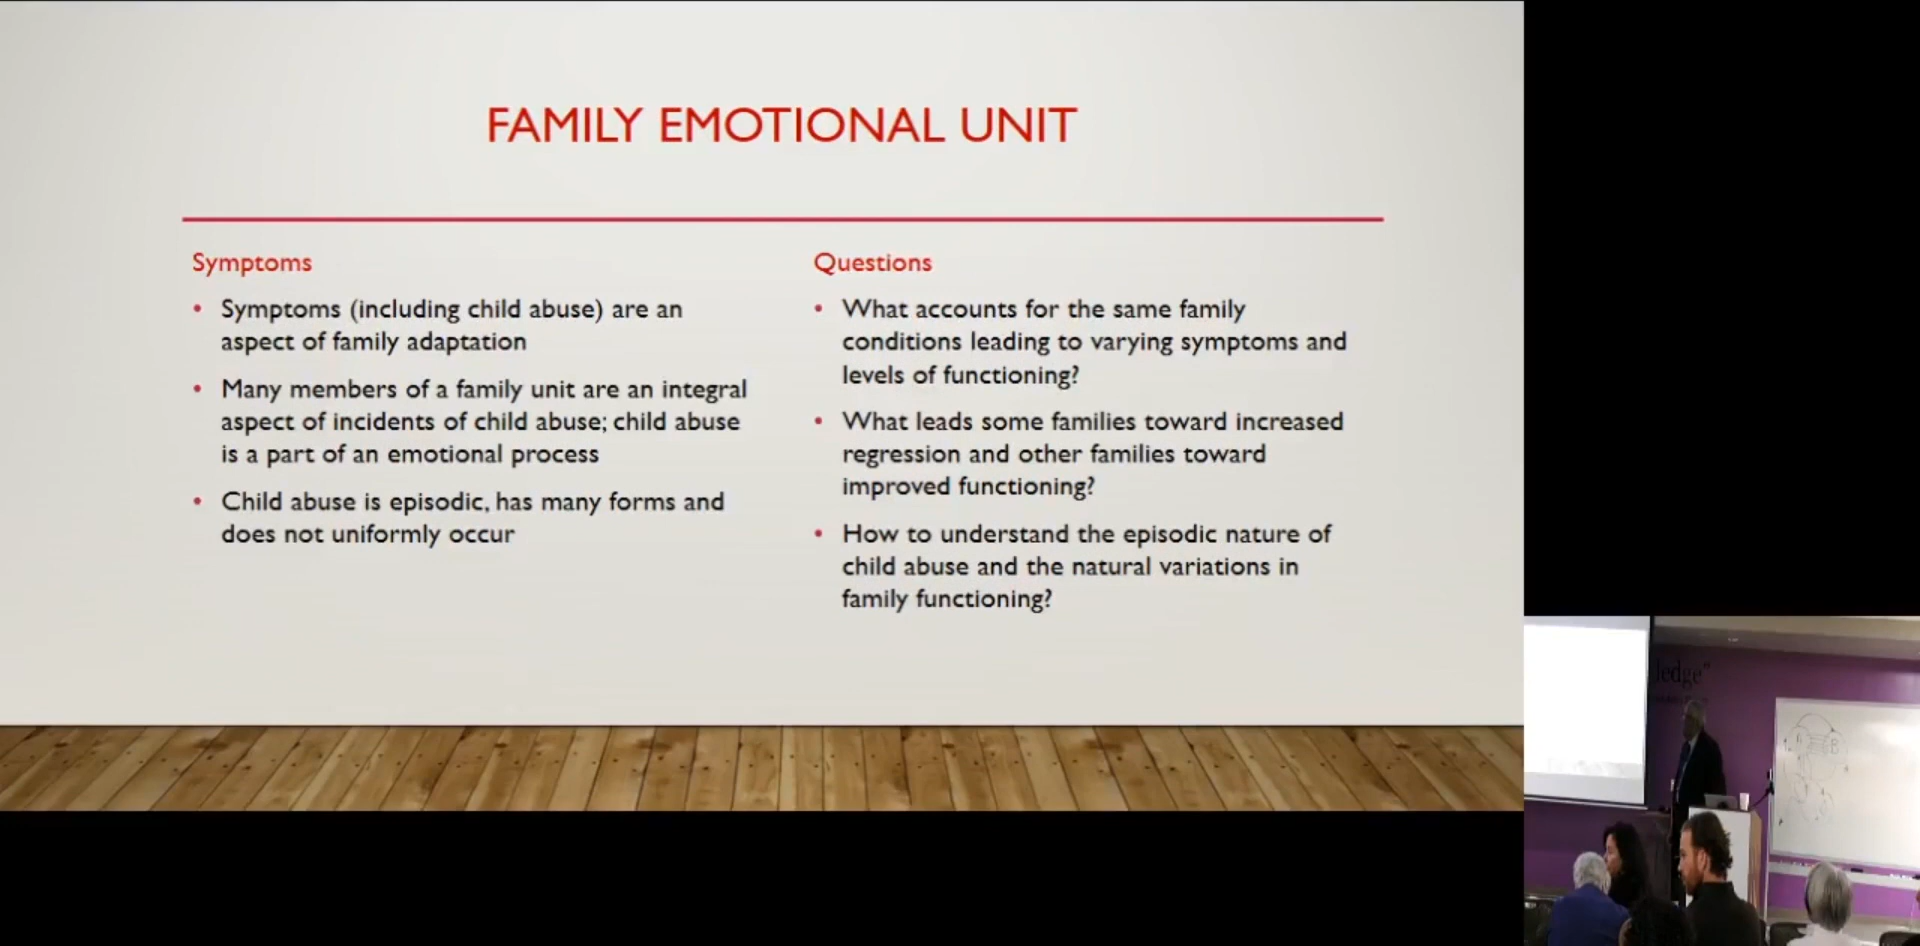 FAMILY EMOTIONAL UNIT
Symptoms
• Symptoms (including child abuse) are an
aspect of family adaptation
• Many members of a family unit are an integral
aspect of incidents of child abuse; child abuse
is a part of an emotional process
• Child abuse is episodic, has many forms and
does not uniformly occur
Questions
• What accounts for the same family
conditions leading to varying symptoms and
levels of functioning?
• What leads some families toward increased
regression and other families toward
improved functioning?
• How to understand the episodic nature of
child abuse and the natural variations in
family functioning?
ledge"